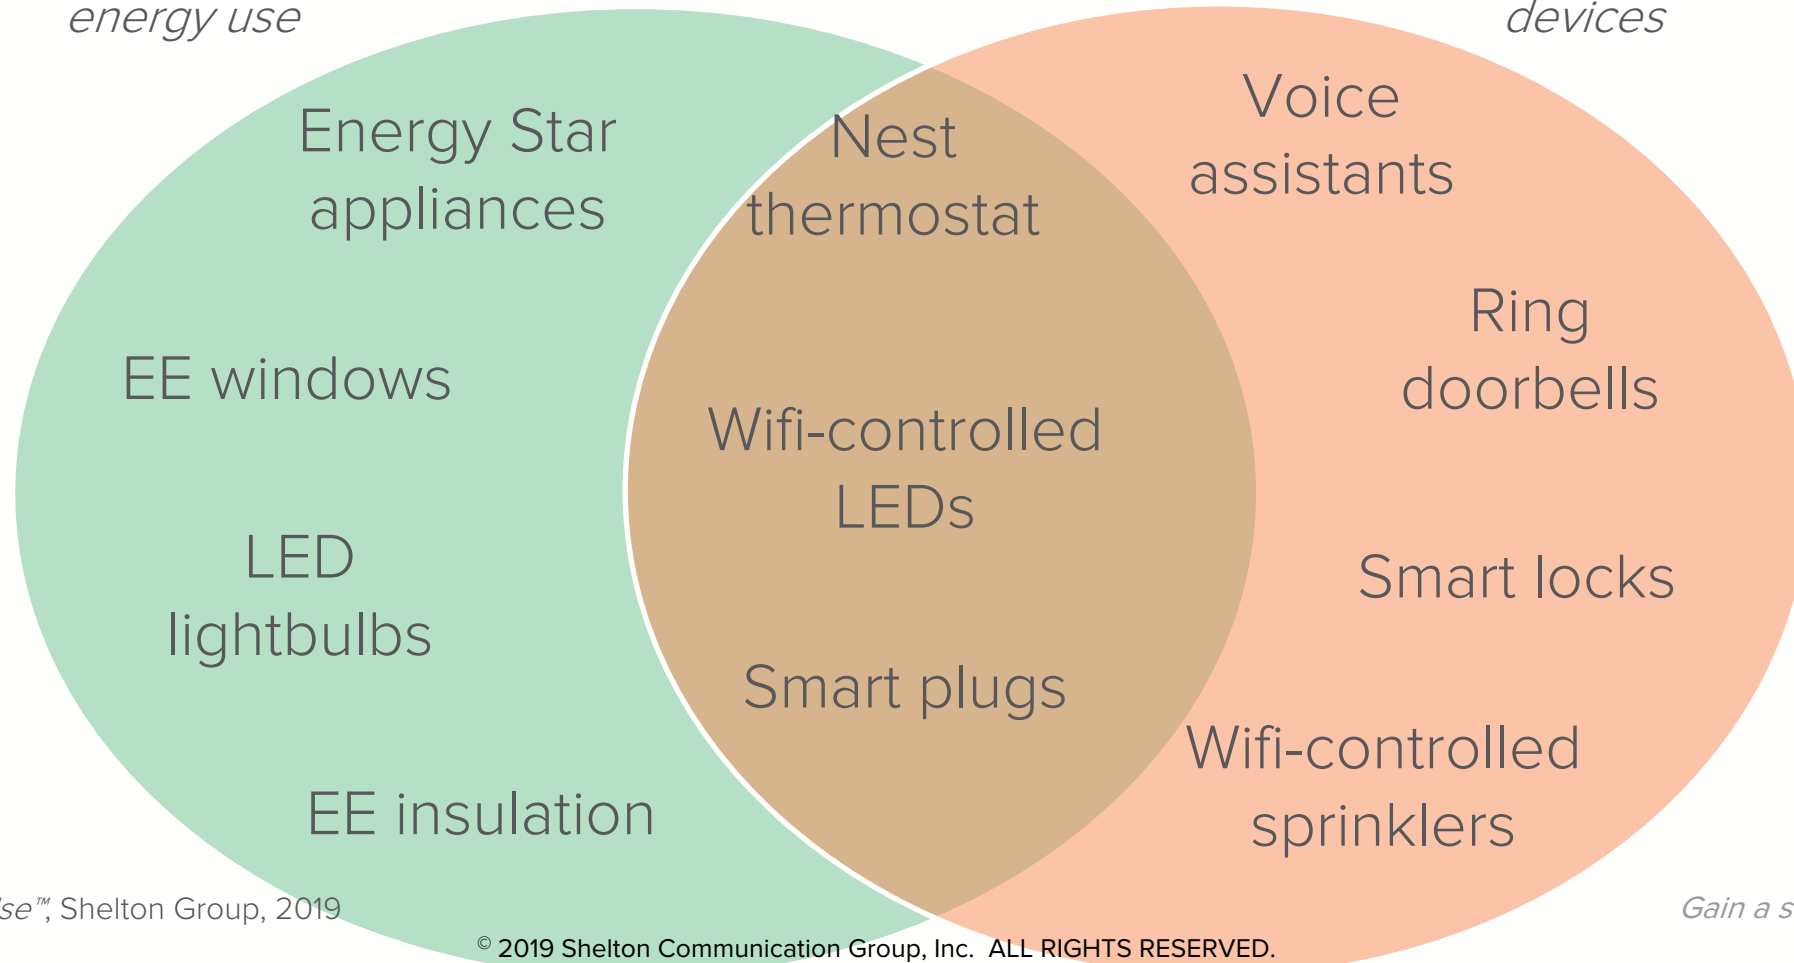 energy use
devices
Energy Star
appliances
Nest
thermostat
Voice
assistants
EE windows
Ring
doorbells
Wifi-controlled
LEDs
LED
lightbulbs
Smart locks
Smart plugs
Wifi-controlled
sprinklers
EE insulation
se™, Shelton Group, 2019
Gain a s
© 2019 Shelton Communication Group, Inc. ALL RIGHTS RESERVED.